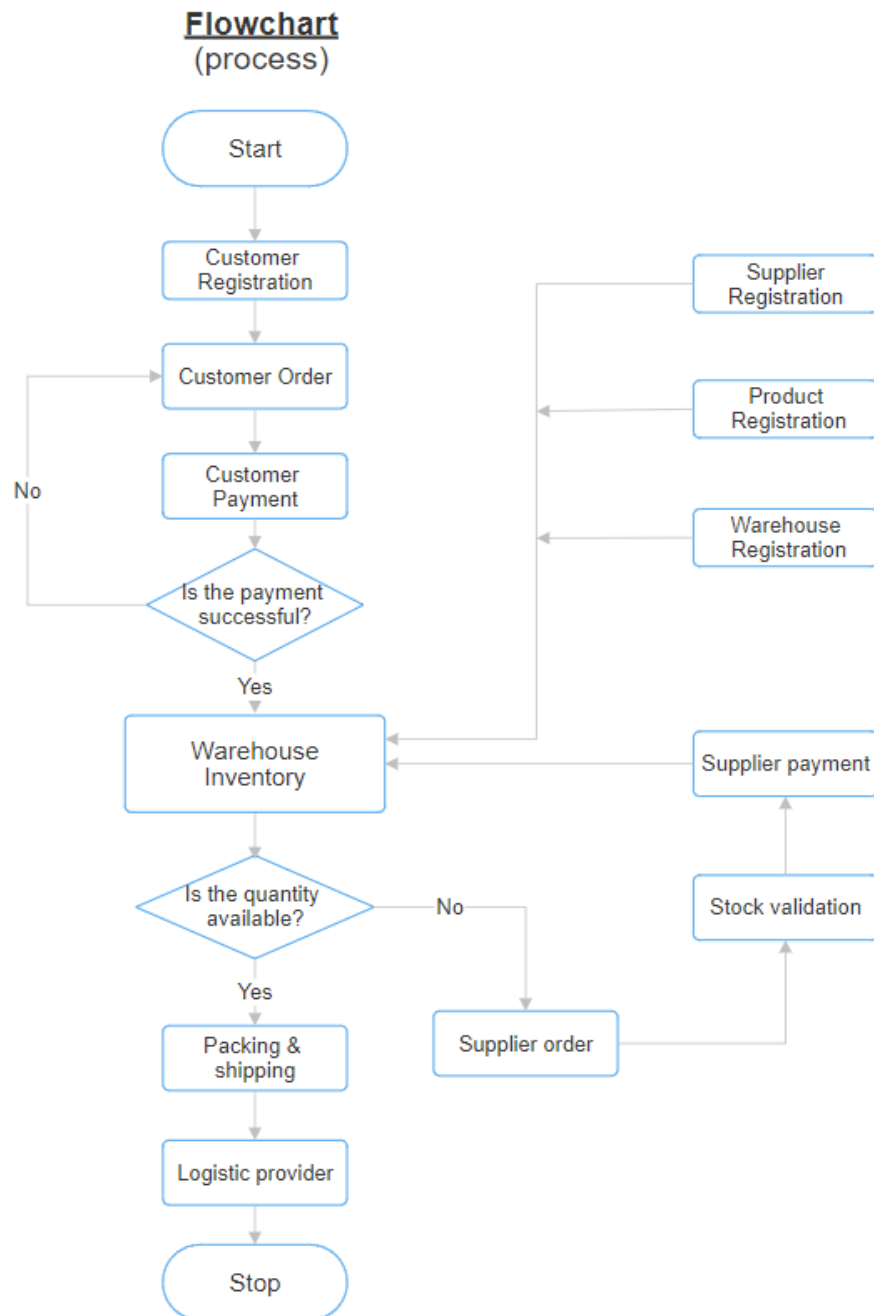 Flowchart
(process)
Start
Customer
Registration
Customer Order
Customer
Payment
No
Is the payment
successful?
Yes
Warehouse
Inventory
Is the quantity
available?
No
Yes
Packing &
shipping
Logistic provider
Stop
Supplier
Registration
Product
Registration
Warehouse
Registration
Supplier payment
Stock validation
Supplier order